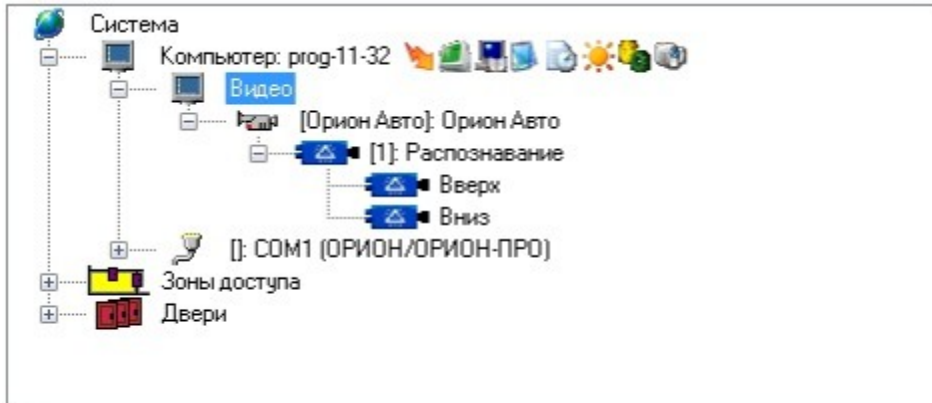 Система
Компьютер: prog-11-32
Видео
[Орион Авто]: Орион Авто
[1]: Распознавание
Вверх
Вниз
[]: COM1 (ОРИОН/ОРИОН-ПРО)
Зоны доступа
Двери